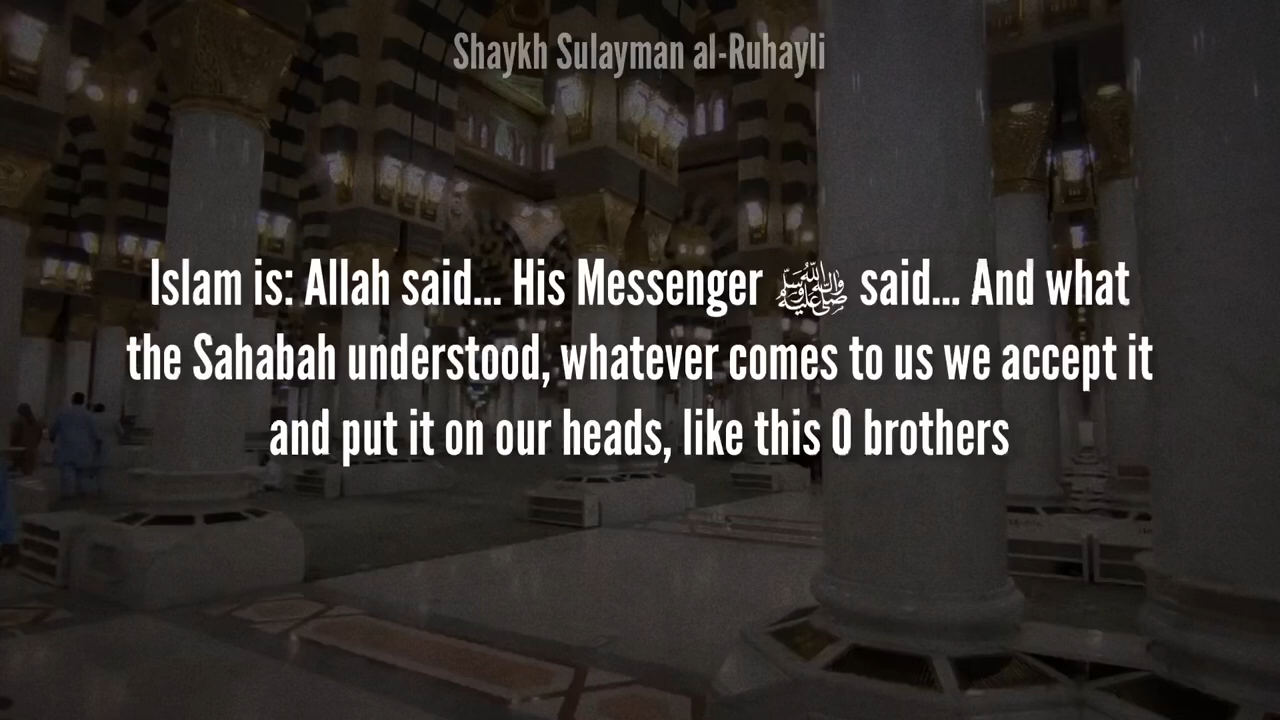 Shaykh Sulayman al-Ruhayli
Islam is: Allah said... His Messenger ﷺ said... And what
the Sahabah understood, whatever comes to us we accept it
and put it on our heads, like this O brothers